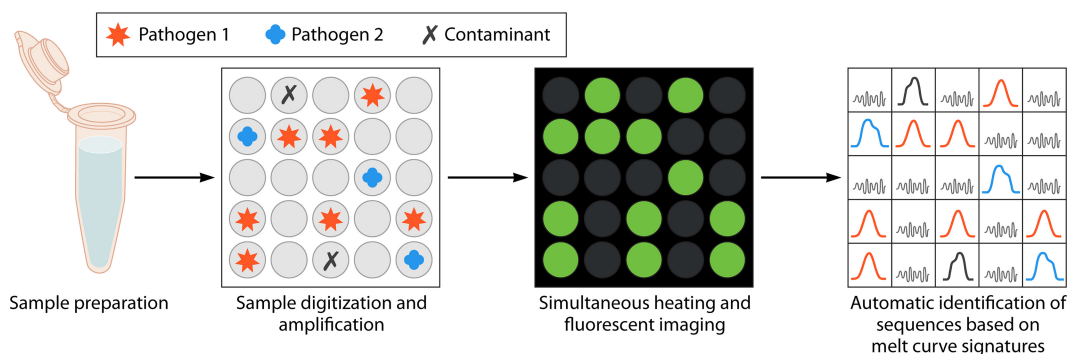 Pathogen 1 Pathogen 2 Contaminant
Sample preparation
Sample digitization and
amplification
Simultaneous heating and
fluorescent imaging
Automatic identification of
sequences based on
melt curve signatures